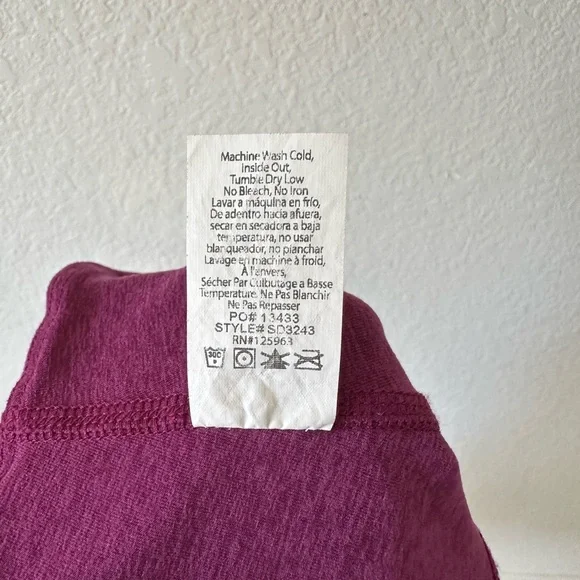 Machine Wash Cold,
Inside Out,
Tumble Dry Low
No Bleach, No Iron
Lavar a máquina en frío,
De adentro hacia afuera,
secar en secadora a baja
temperatura, no usar
blanqueador, no planchar
Lavage en machine à froid,
À l'envers,
Sécher Par Culbutage a Basse
Temperature. Ne Pas Blanchir
Ne Pas Repasser
PO# 13433
STYLE# SD3243
RN#125963
30C